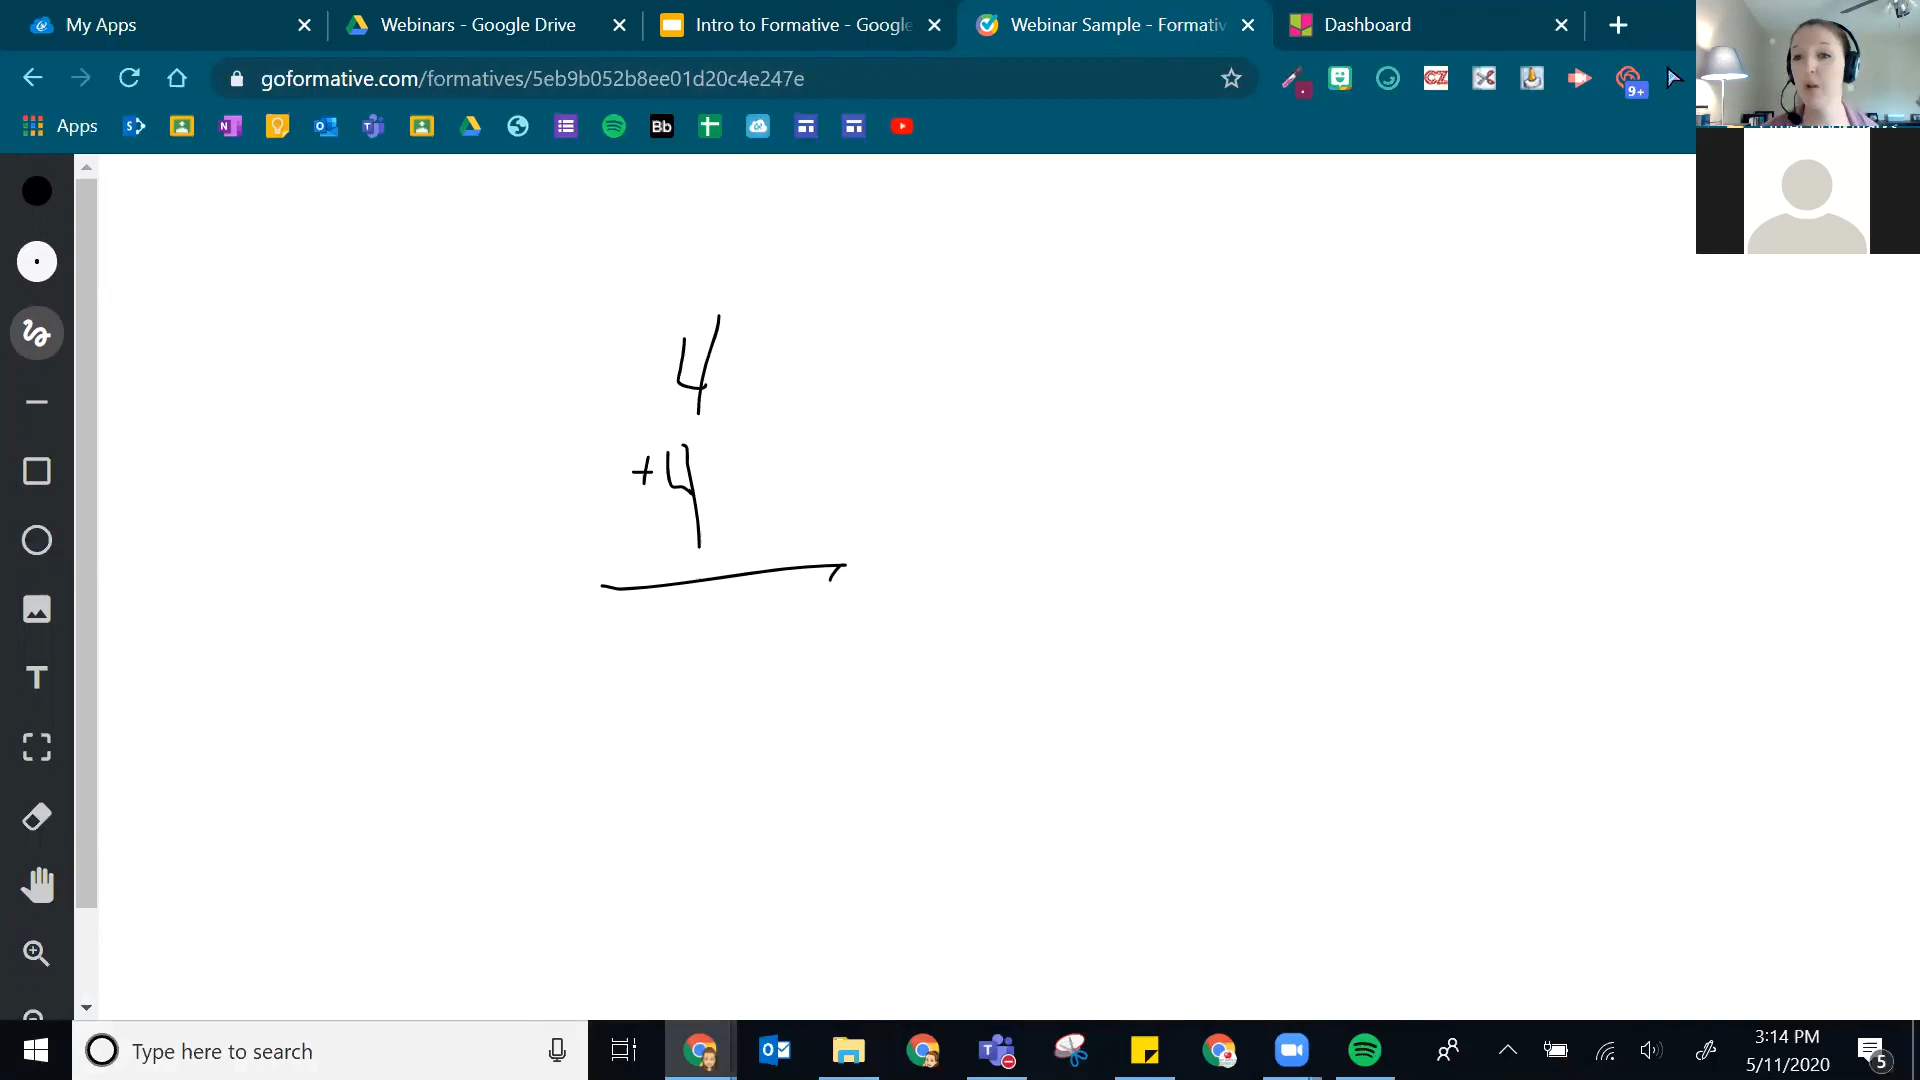 My Apps
Webinars - Google Drive
Intro to Formative - Google
Webinar Sample - Formativ
Dashboard
goformative.com/formatives/5eb9b052b8ee01d20c4e247e
9+
Apps
Bb
4
+4
T
Type here to search
3:14 PM
5/11/2020
5